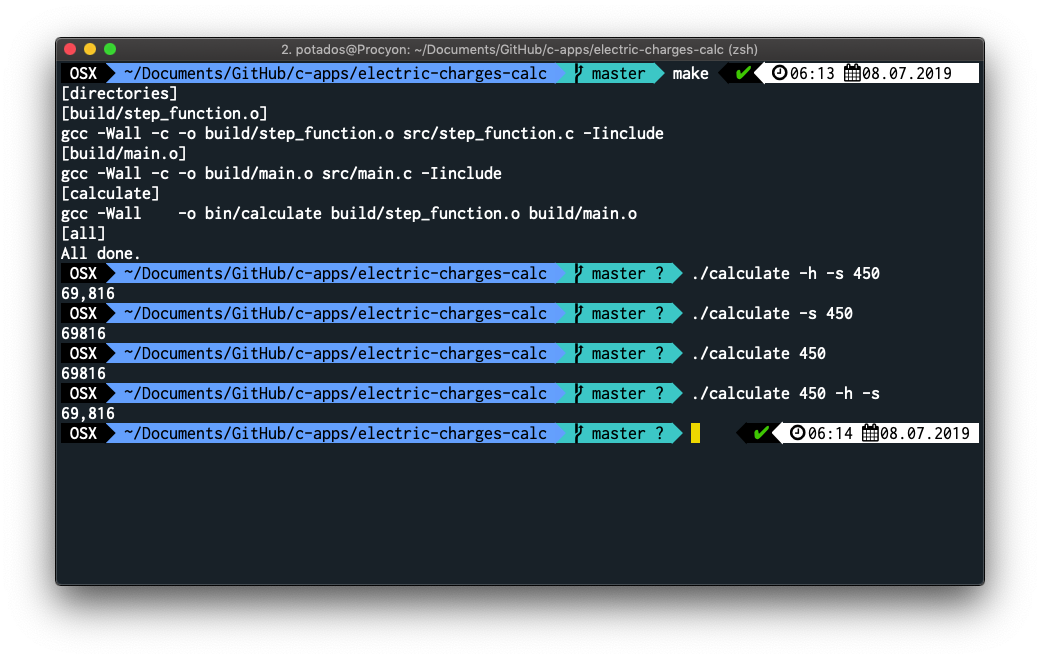 2. potados@Procyon: ~/Documents/GitHub/c-apps/electric-charges-calc (zsh)
OSX ~/Documents/GitHub/c-apps/electric-charges-calc master make ✔ 06:13 08.07.2019
[directories]
[build/step_function.o]
gcc -Wall -c -o build/step_function.o src/step_function.c -Iinclude
[build/main.o]
gcc -Wall -c -o build/main.o src/main.c -Iinclude
[calculate]
gcc -Wall    -o bin/calculate build/step_function.o build/main.o
[all]
All done.
OSX ~/Documents/GitHub/c-apps/electric-charges-calc master ? ./calculate -h -s 450
69,816
OSX ~/Documents/GitHub/c-apps/electric-charges-calc master ? ./calculate -s 450
69816
OSX ~/Documents/GitHub/c-apps/electric-charges-calc master ? ./calculate 450
69816
OSX ~/Documents/GitHub/c-apps/electric-charges-calc master ? ./calculate 450 -h -s
69,816
OSX ~/Documents/GitHub/c-apps/electric-charges-calc master ? ✔ 06:14 08.07.2019